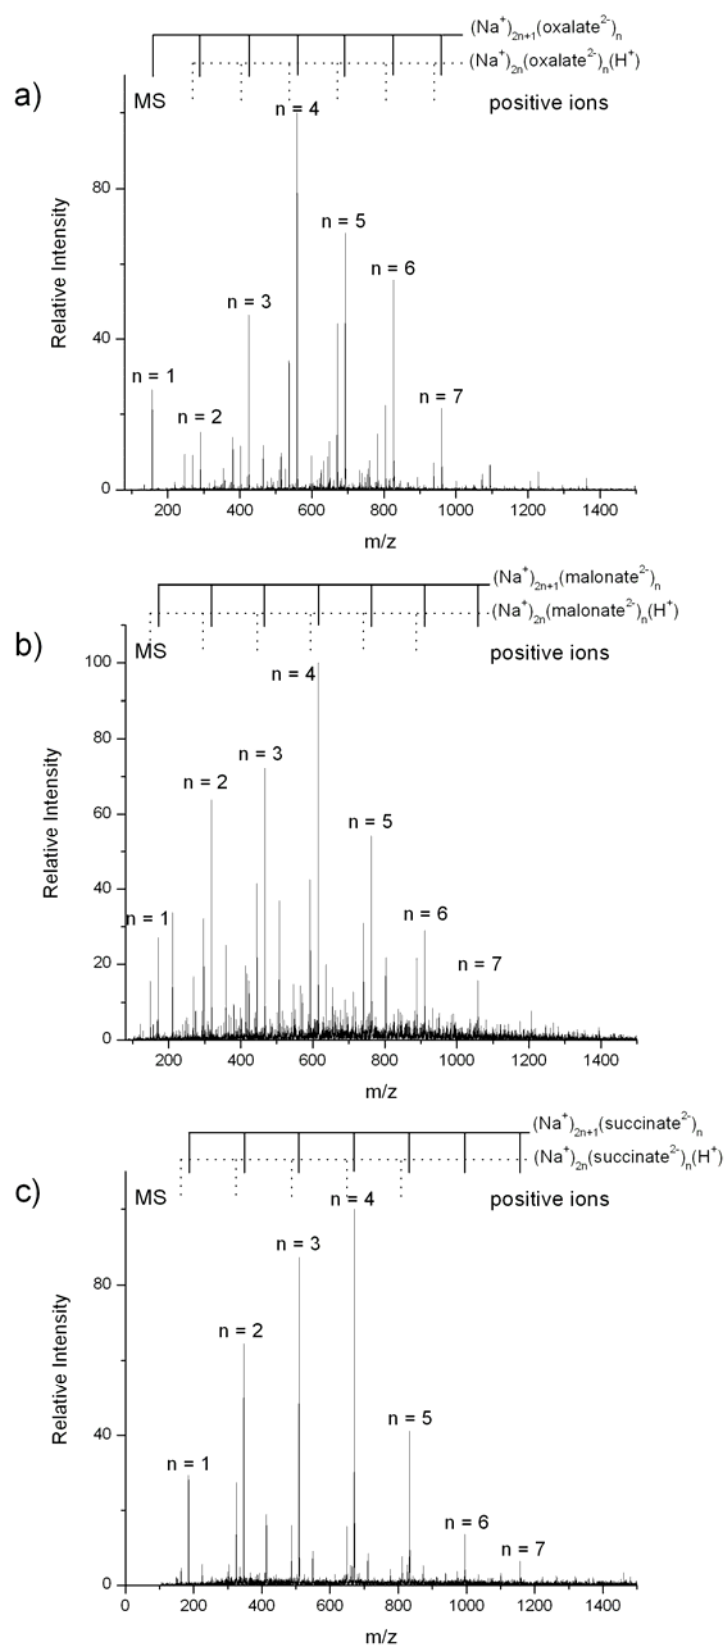 (Na⁺)₂ₙ₊₁(oxalate²⁻)ₙ
(Na⁺)₂ₙ(oxalate²⁻)ₙ(H⁺)
a)
MS
positive ions
n = 4
n = 5
n = 6
n = 3
n = 1
n = 2
n = 7
80
40
0
Relative Intensity
200 400 600 800 1000 1200 1400
m/z
(Na⁺)₂ₙ₊₁(malonate²⁻)ₙ
(Na⁺)₂ₙ(malonate²⁻)ₙ(H⁺)
b)
MS
positive ions
n = 4
n = 3
n = 2
n = 5
n = 1
n = 6
n = 7
100
80
60
40
20
0
Relative Intensity
200 400 600 800 1000 1200 1400
m/z
(Na⁺)₂ₙ₊₁(succinate²⁻)ₙ
(Na⁺)₂ₙ(succinate²⁻)ₙ(H⁺)
c)
MS
positive ions
n = 4
n = 3
n = 2
n = 5
n = 1
n = 6
n = 7
80
40
0
Relative Intensity
0 200 400 600 800 1000 1200 1400
m/z